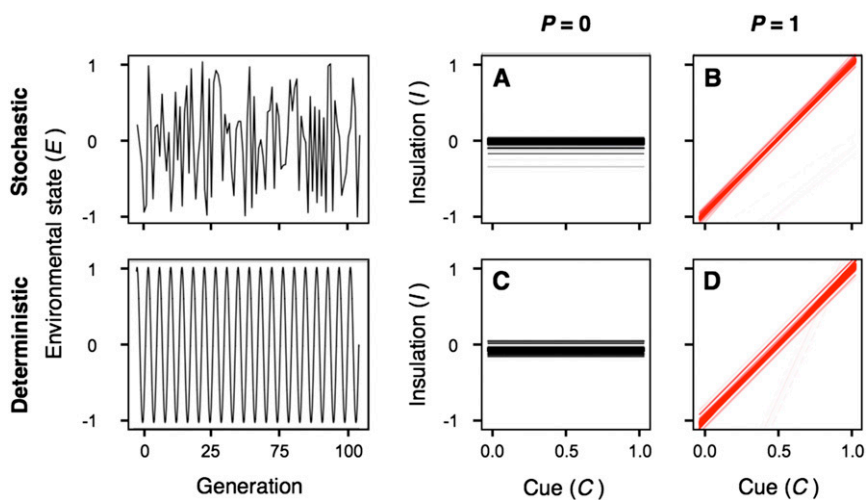 P = 0
P = 1
Stochastic
Deterministic
Environmental state (E)
1
0
-1
1
0
-1
0
25
75
100
Generation
Insulation (I)
1
0
-1
A
B
Insulation (I)
1
0
-1
C
D
0.0
0.5
1.0
0.0
0.5
1.0
Cue (C)
Cue (C)